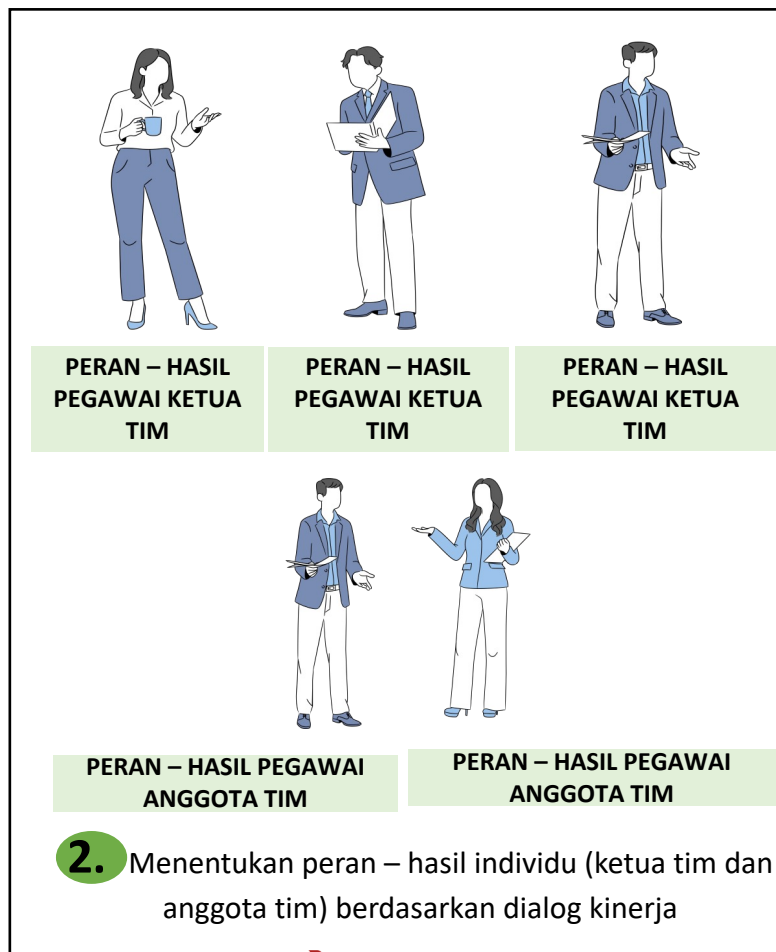 PERAN – HASIL
PEGAWAI KETUA
TIM
PERAN – HASIL
PEGAWAI KETUA
TIM
PERAN – HASIL
PEGAWAI KETUA
TIM
PERAN – HASIL PEGAWAI
ANGGOTA TIM
PERAN – HASIL PEGAWAI
ANGGOTA TIM
2. Menentukan peran – hasil individu (ketua tim dan
anggota tim) berdasarkan dialog kinerja